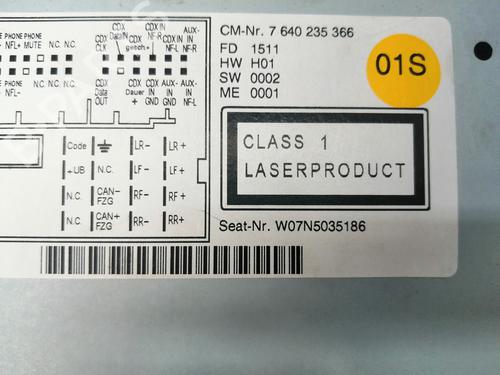 CDX CDX CDX IN AUX-
CLK Data IN geitch+ NF-R IN NF-R
PHONE PHONE PHONE
NFL+ MUTE N.C. N.C.
CDX IN NF-L
PHONE
NFL- N.C. N.C.
CDX Data OUT
CDX Dauer +
CDX IN GND
AUX- IN GND
AUX- IN NF-L
Code LR- LR+
+UB N.C. LF- LF+
N.C. CAN- FZG RF- RF+
N.C. CAN+ FZG RR- RR+
CM-Nr. 7 640 235 366
FD 1511
HW H01
SW 0002
ME 0001
01S
CLASS 1
LASERPRODUCT
Seat-Nr. W07N5035186